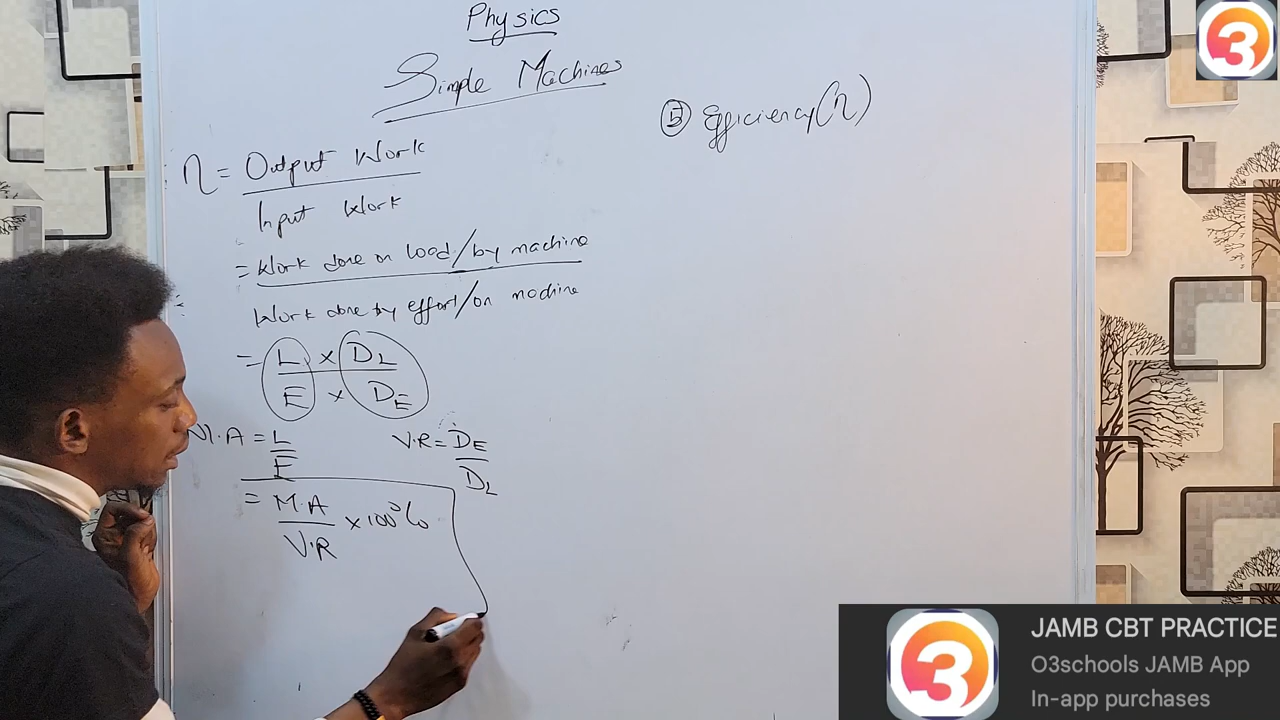 Physics
Simple Machines
η = Output Work
Input Work
= Work done on load/by machine
Work done by effort/on machine
= L × DL
E × DE
M.A = L
E
V.R = DE
DL
= M.A × 100%
V.R
⑤ Efficiency(η)
3
3
JAMB CBT PRACTICE
O3schools JAMB App
In-app purchases